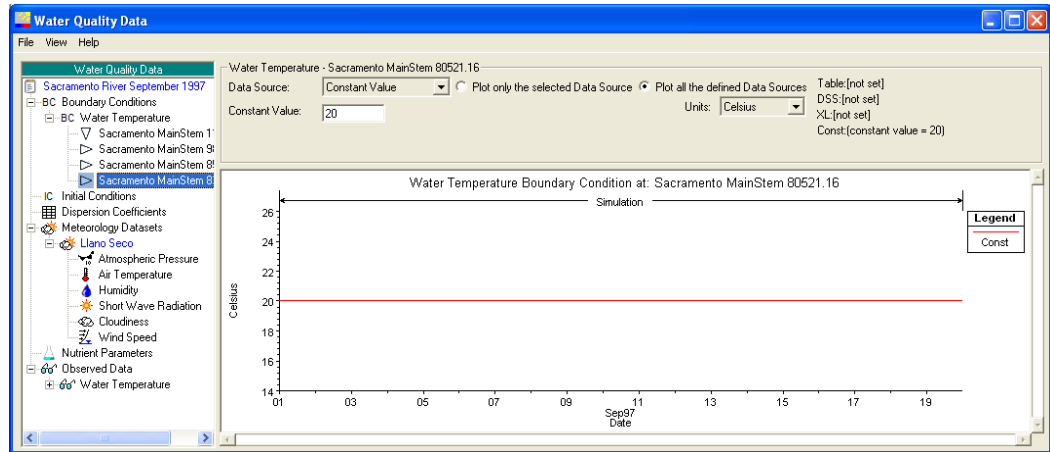 Water Quality Data
File View Help
Water Quality Data
Sacramento River September 1997
BC Boundary Conditions
BC Water Temperature
Sacramento MainStem 1
Sacramento MainStem 9
Sacramento MainStem 8
Sacramento MainStem 8
IC Initial Conditions
Dispersion Coefficients
Meteorology Datasets
Llano Seco
Atmospheric Pressure
Air Temperature
Humidity
Short Wave Radiation
Cloudiness
Wind Speed
Nutrient Parameters
Observed Data
Water Temperature
Water Temperature - Sacramento MainStem 80521.16
Data Source: Constant Value Plot only the selected Data Source Plot all the defined Data Sources
Constant Value: 20 Units: Celsius
Table:[not set]
DSS:[not set]
XL:[not set]
Const:(constant value = 20)
Water Temperature Boundary Condition at: Sacramento MainStem 80521.16
Simulation
26
24
22
20
18
16
14
Celsius
01 03 05 07 09 11 13 15 17 19
Sep97
Date
Legend
Const